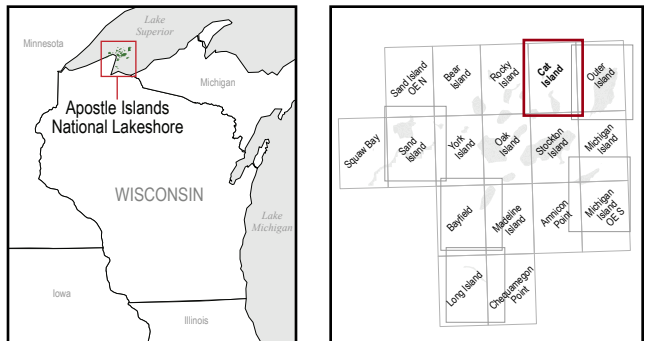 Minnesota
Lake
Superior
Michigan
Apostle Islands
National Lakeshore
WISCONSIN
Lake
Michigan
Iowa
Illinois
Sand Island
OE N
Bear
Island
Rocky
Island
Cat
Island
Outer
Island
Squaw Bay
Sand
Island
York
Island
Oak
Island
Stockton
Island
Michigan
Island
Bayfield
Madeline
Island
Amnicon
Point
Michigan
Island
OE S
Long Island
Chequamegon
Point